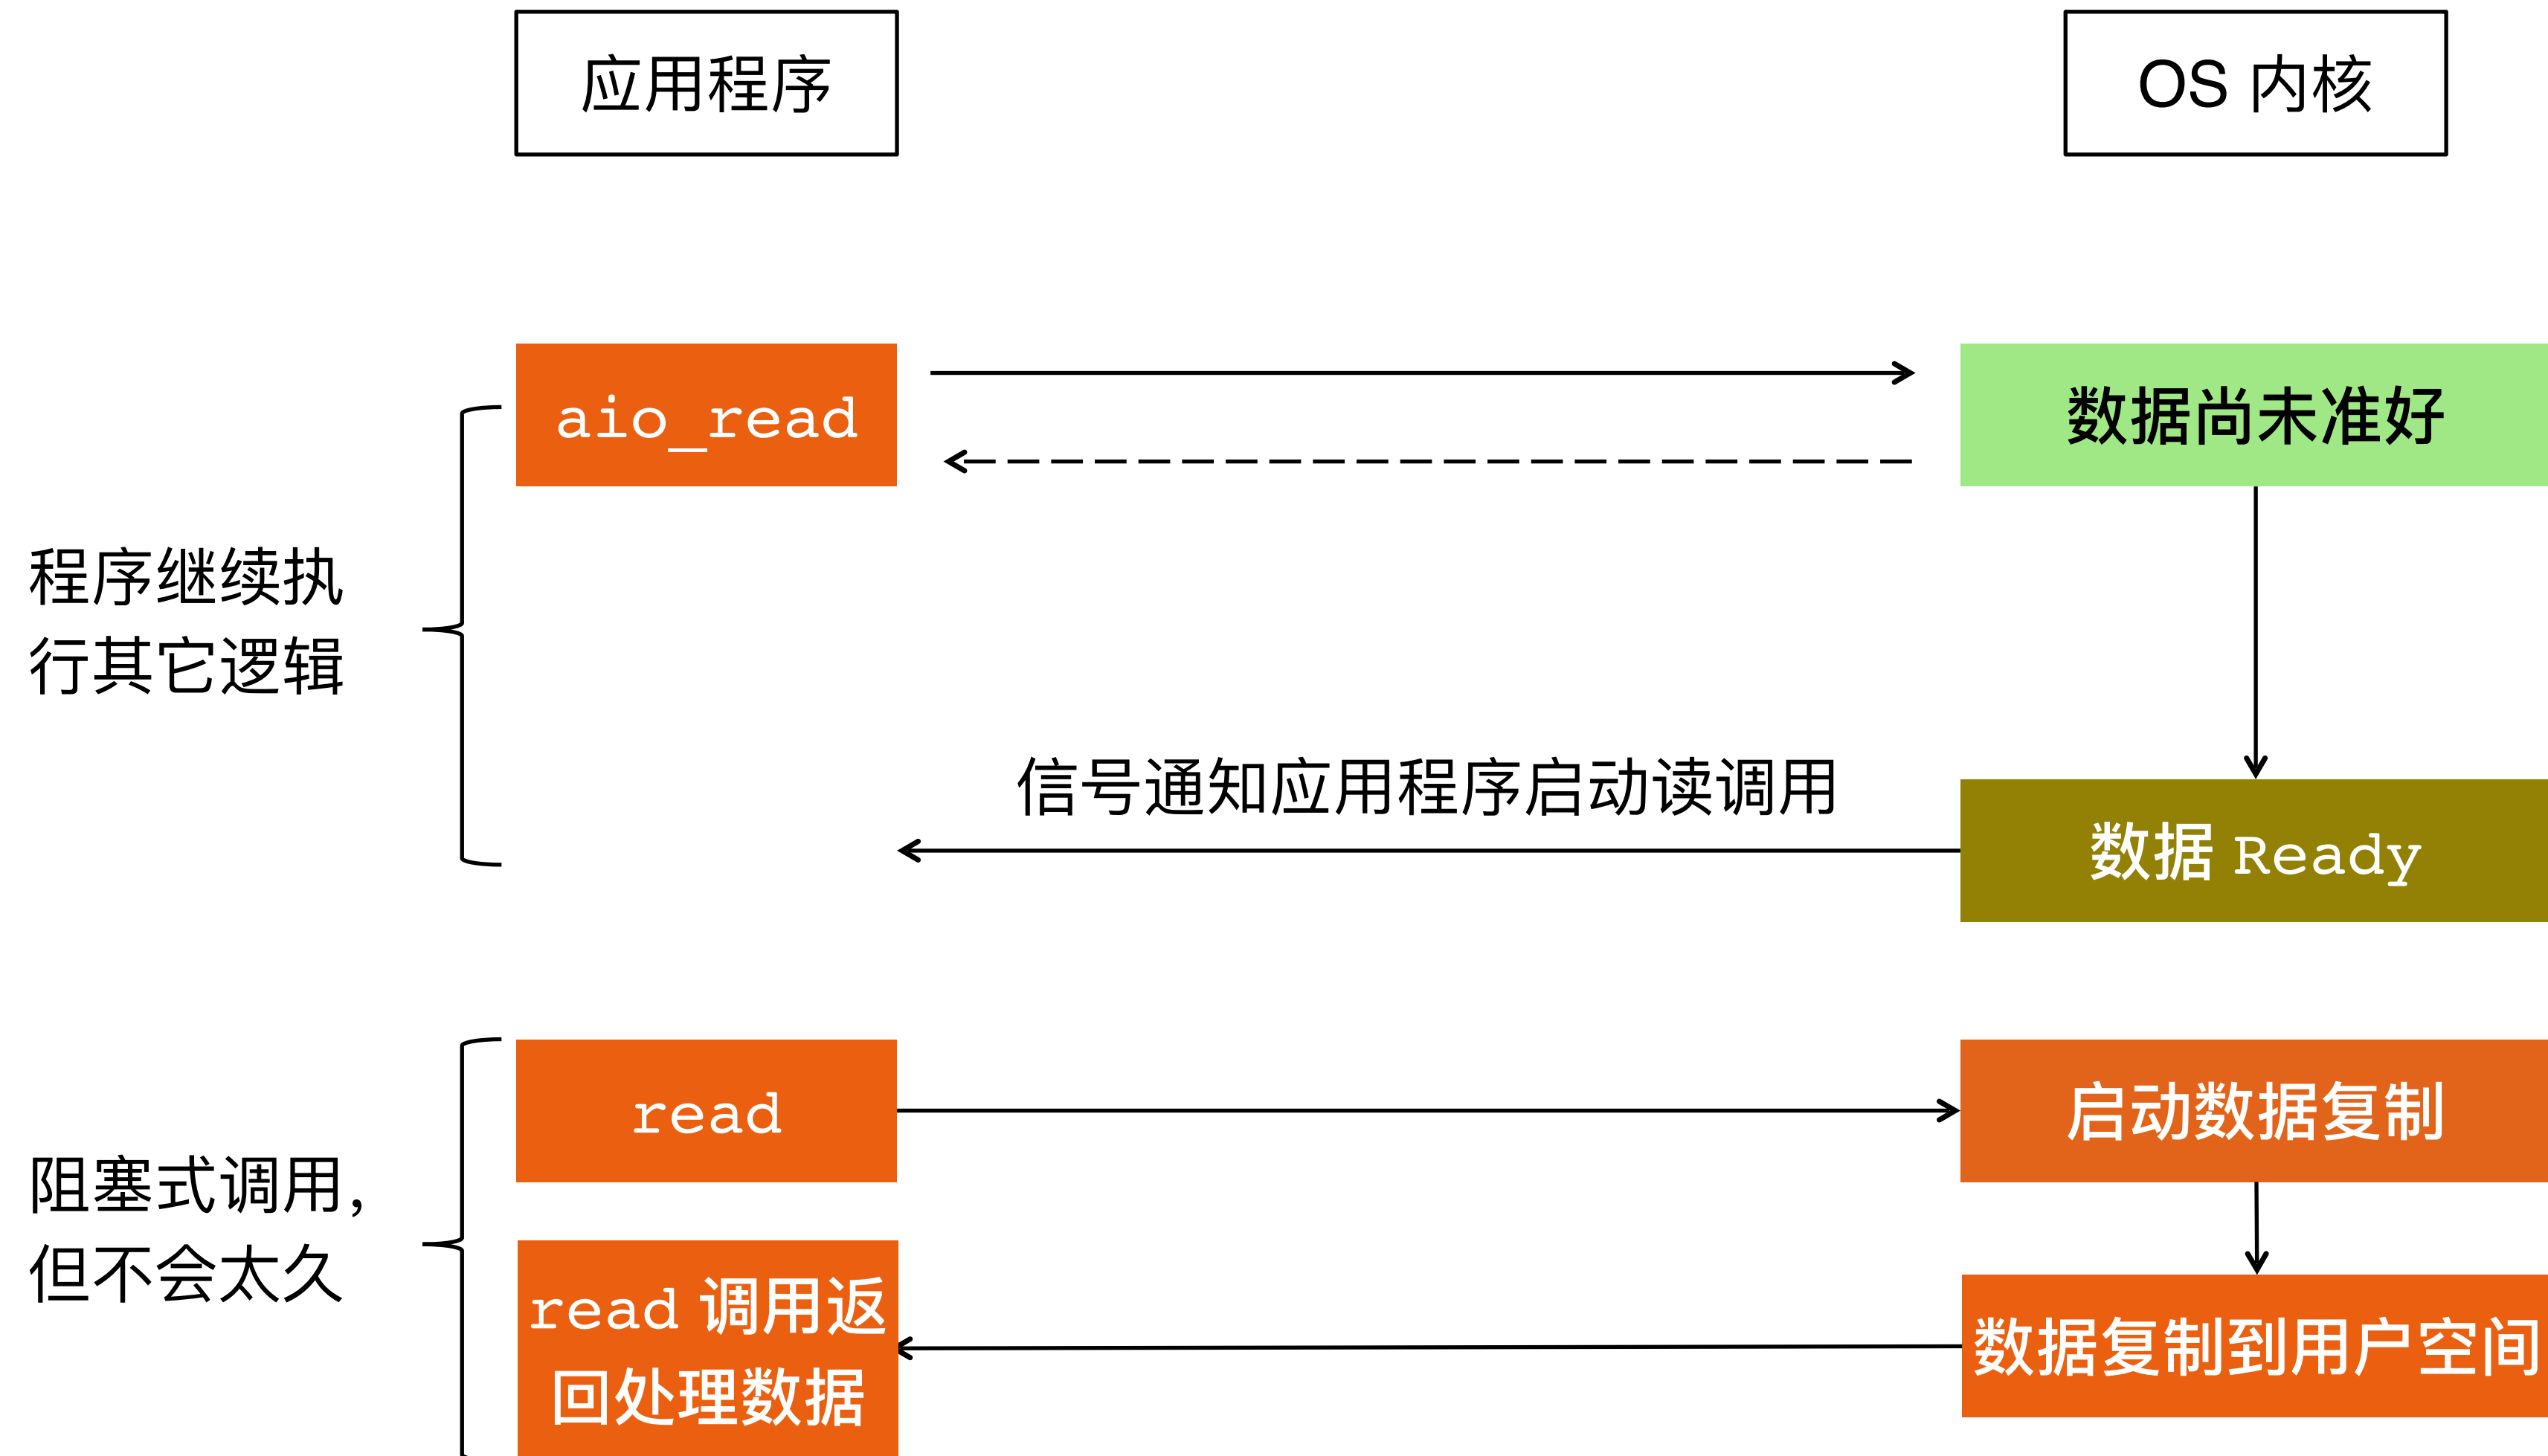 应用程序
OS 内核
aio_read
数据尚未准好
程序继续执
行其它逻辑
信号通知应用程序启动读调用
数据 Ready
read
启动数据复制
阻塞式调用，
但不会太久
read 调用返
回处理数据
数据复制到用户空间